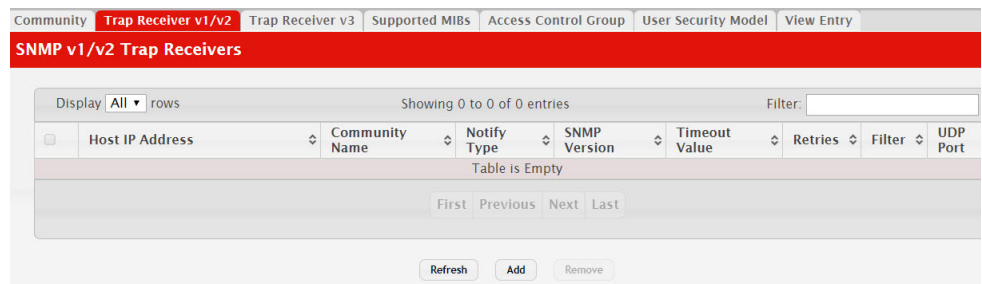 Community Trap Receiver v1/v2 Trap Receiver v3 Supported MIBs Access Control Group User Security Model View Entry
SNMP v1/v2 Trap Receivers
Display All rows Showing 0 to 0 of 0 entries Filter:
Host IP Address Community Name Notify Type SNMP Version Timeout Value Retries Filter UDP Port
Table is Empty
First Previous Next Last
Refresh Add Remove